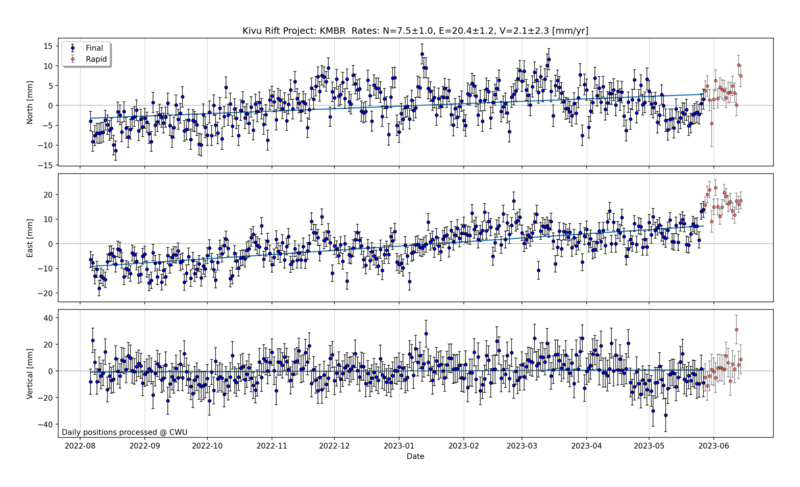 Kivu Rift Project: KMBR Rates: N=7.5±1.0, E=20.4±1.2, V=2.1±2.3 [mm/yr]
Final
Rapid
North [mm]
15
10
5
0
−5
−10
−15
East [mm]
20
10
0
−10
−20
Vertical [mm]
40
20
0
−20
−40
Daily positions processed @ CWU
2022-08 2022-09 2022-10 2022-11 2022-12 2023-01 2023-02 2023-03 2023-04 2023-05 2023-06
Date